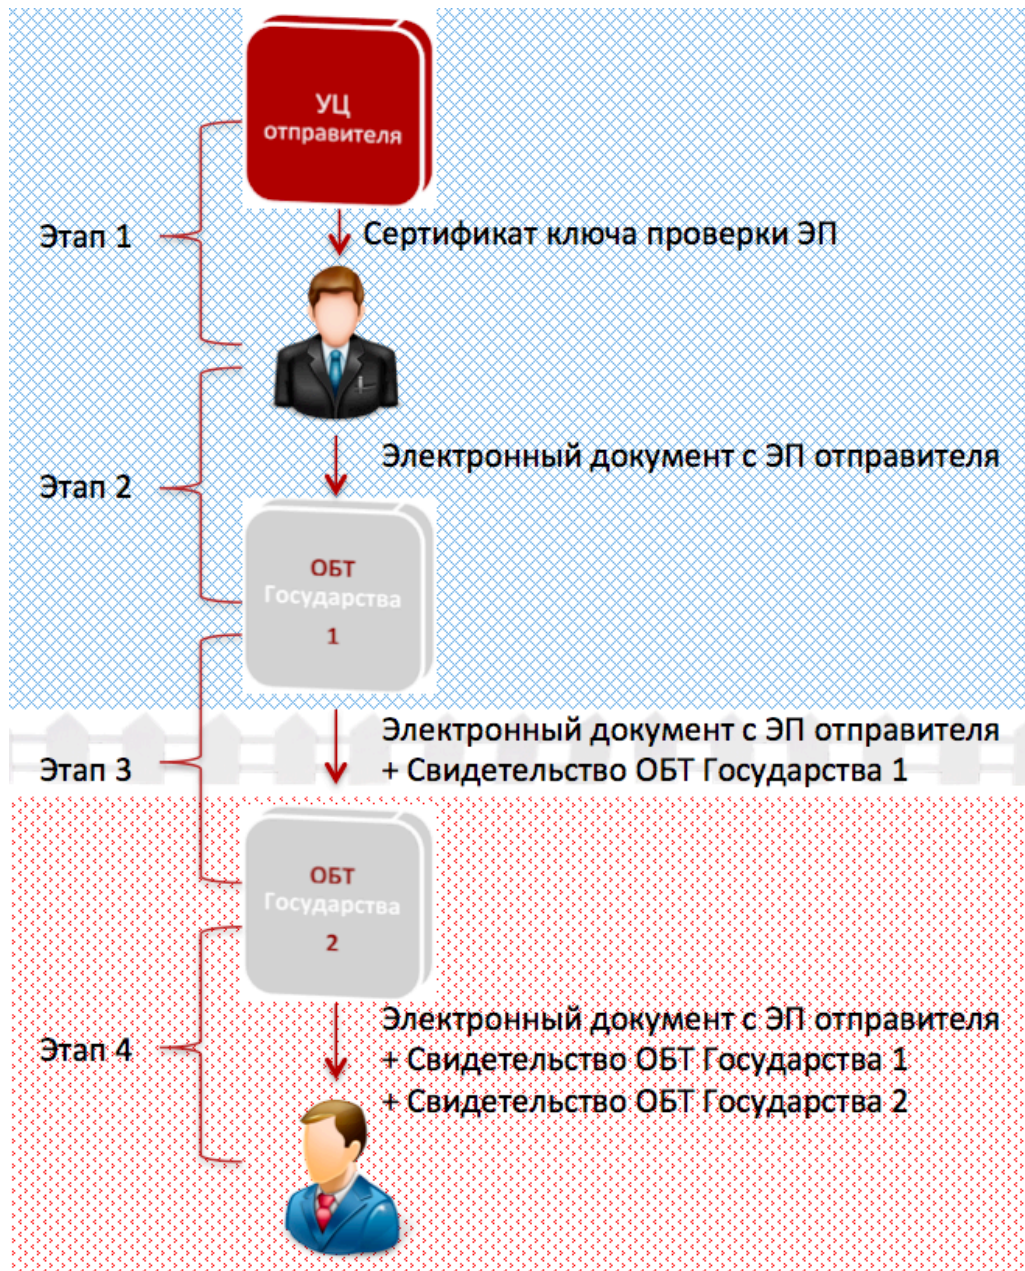 УЦ
отправителя
Этап 1
Сертификат ключа проверки ЭП
Электронный документ с ЭП отправителя
Этап 2
ОБТ
Государства
1
Электронный документ с ЭП отправителя
+ Свидетельство ОБТ Государства 1
Этап 3
ОБТ
Государства
2
Электронный документ с ЭП отправителя
+ Свидетельство ОБТ Государства 1
+ Свидетельство ОБТ Государства 2
Этап 4